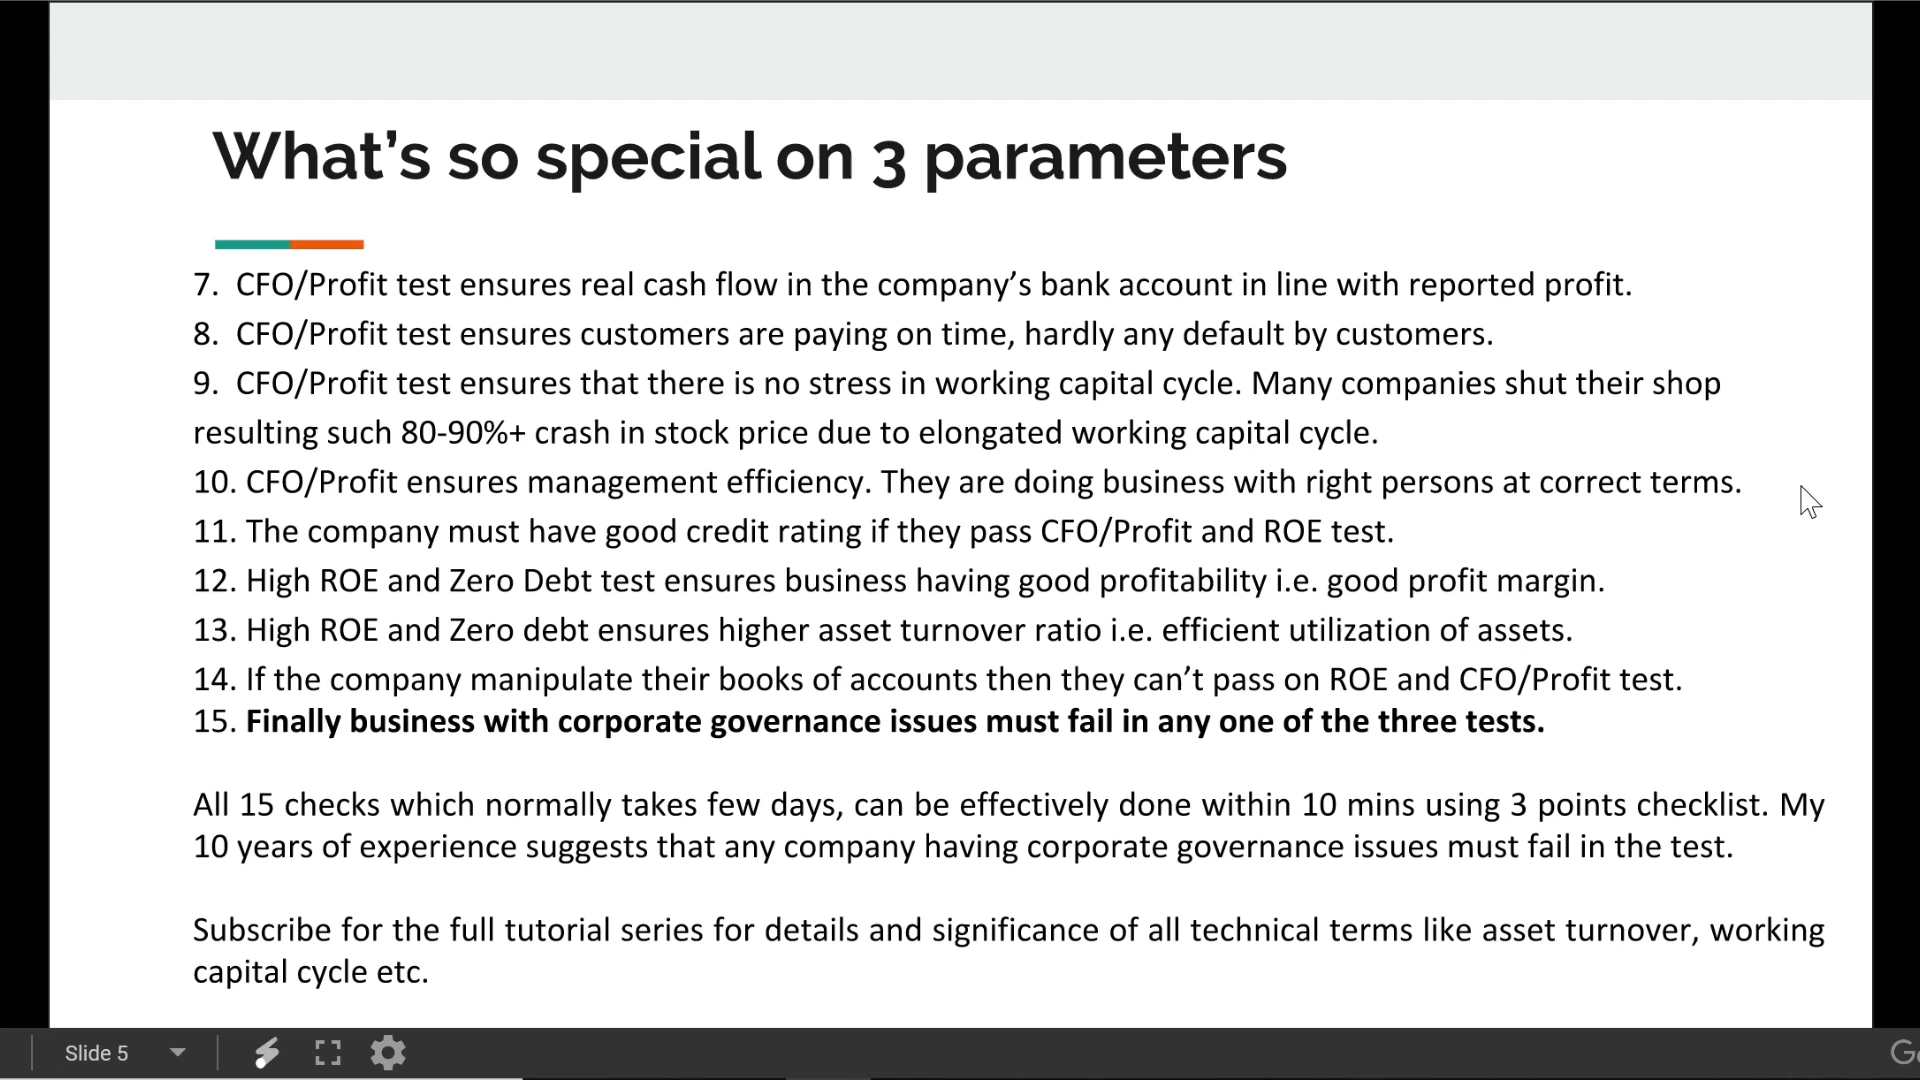 What's so special on 3 parameters
7. CFO/Profit test ensures real cash flow in the company's bank account in line with reported profit.
8. CFO/Profit test ensures customers are paying on time, hardly any default by customers.
9. CFO/Profit test ensures that there is no stress in working capital cycle. Many companies shut their shop
resulting such 80-90%+ crash in stock price due to elongated working capital cycle.
10. CFO/Profit ensures management efficiency. They are doing business with right persons at correct terms.
11. The company must have good credit rating if they pass CFO/Profit and ROE test.
12. High ROE and Zero Debt test ensures business having good profitability i.e. good profit margin.
13. High ROE and Zero debt ensures higher asset turnover ratio i.e. efficient utilization of assets.
14. If the company manipulate their books of accounts then they can't pass on ROE and CFO/Profit test.
15. Finally business with corporate governance issues must fail in any one of the three tests.
All 15 checks which normally takes few days, can be effectively done within 10 mins using 3 points checklist. My
10 years of experience suggests that any company having corporate governance issues must fail in the test.
Subscribe for the full tutorial series for details and significance of all technical terms like asset turnover, working
capital cycle etc.
Slide 5